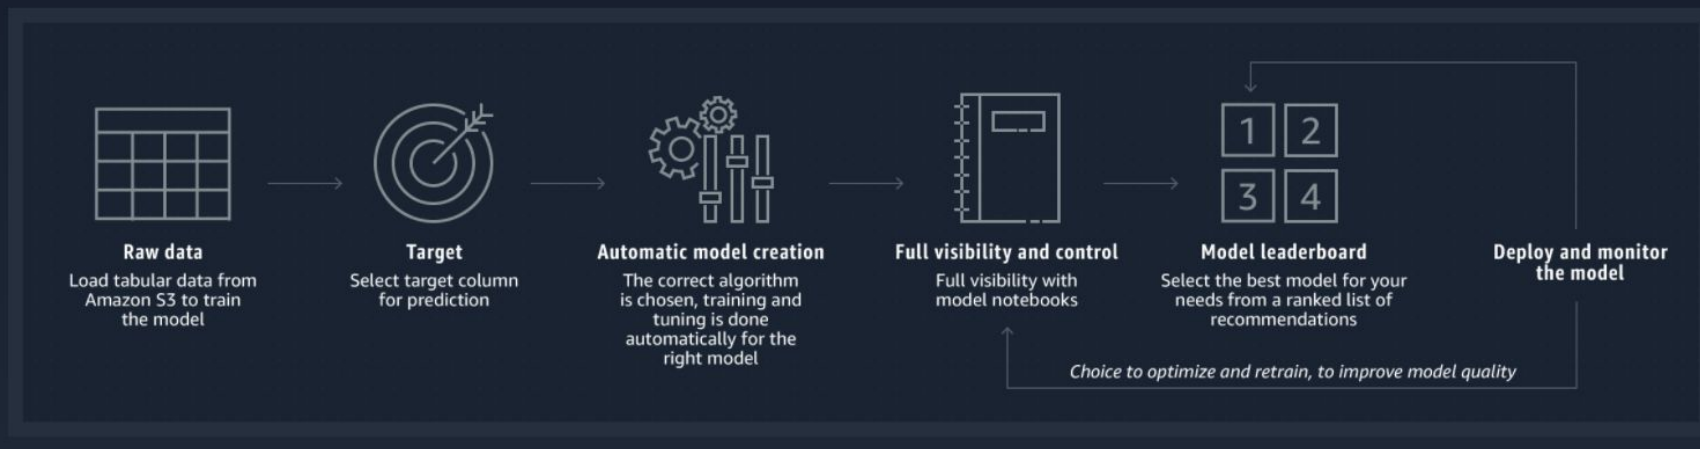 Raw data
Load tabular data from
Amazon S3 to train
the model
Target
Select target column
for prediction
Automatic model creation
The correct algorithm
is chosen, training and
tuning is done
automatically for the
right model
Full visibility and control
Full visibility with
model notebooks
1 2
3 4
Model leaderboard
Select the best model for your
needs from a ranked list of
recommendations
Deploy and monitor
the model
Choice to optimize and retrain, to improve model quality